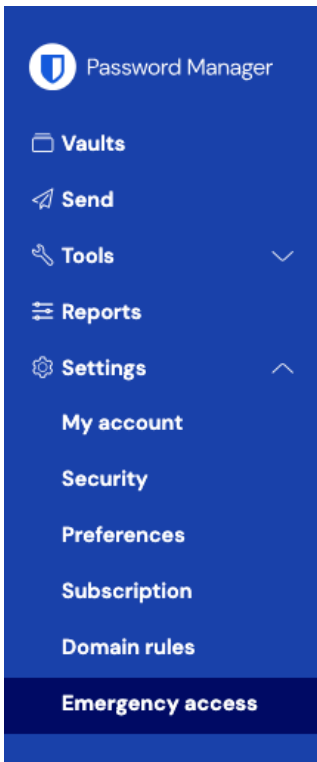 Password Manager
Vaults
Send
Tools
Reports
Settings
My account
Security
Preferences
Subscription
Domain rules
Emergency access